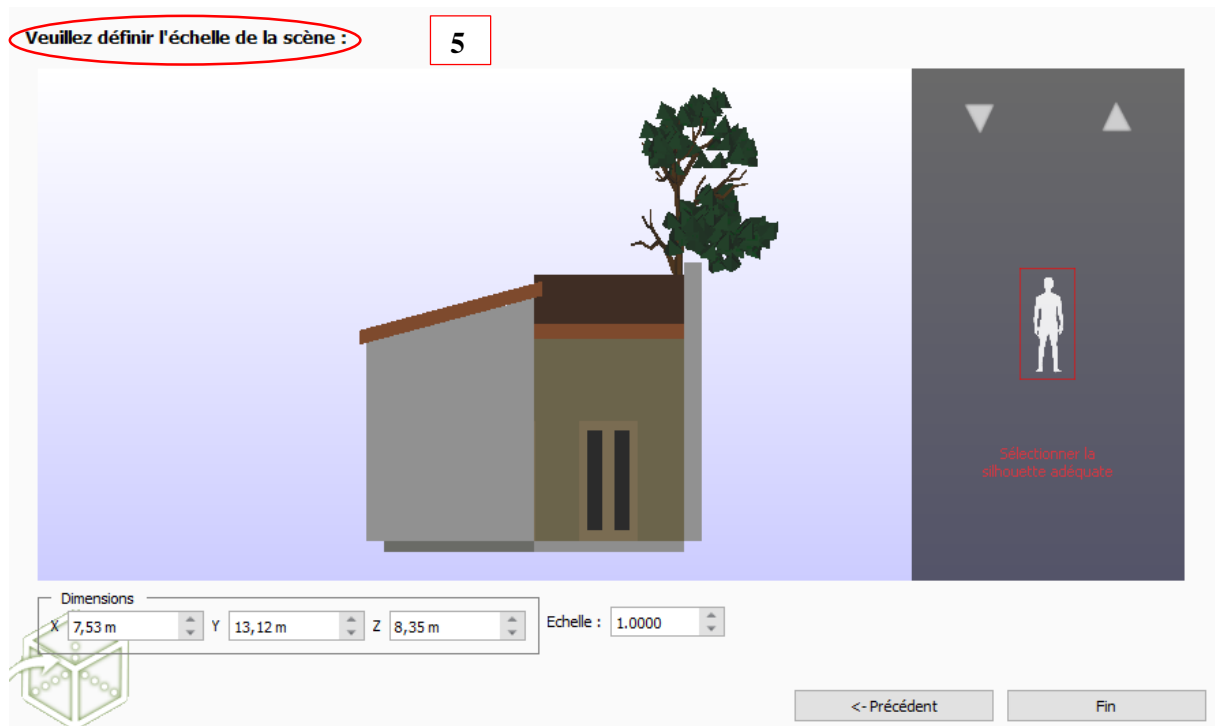 Veuillez définir l'échelle de la scène :
5
Sélectionner la
silhouette adéquate
Dimensions
X 7,53 m Y 13,12 m Z 8,35 m Echelle : 1.0000
<- Précédent Fin